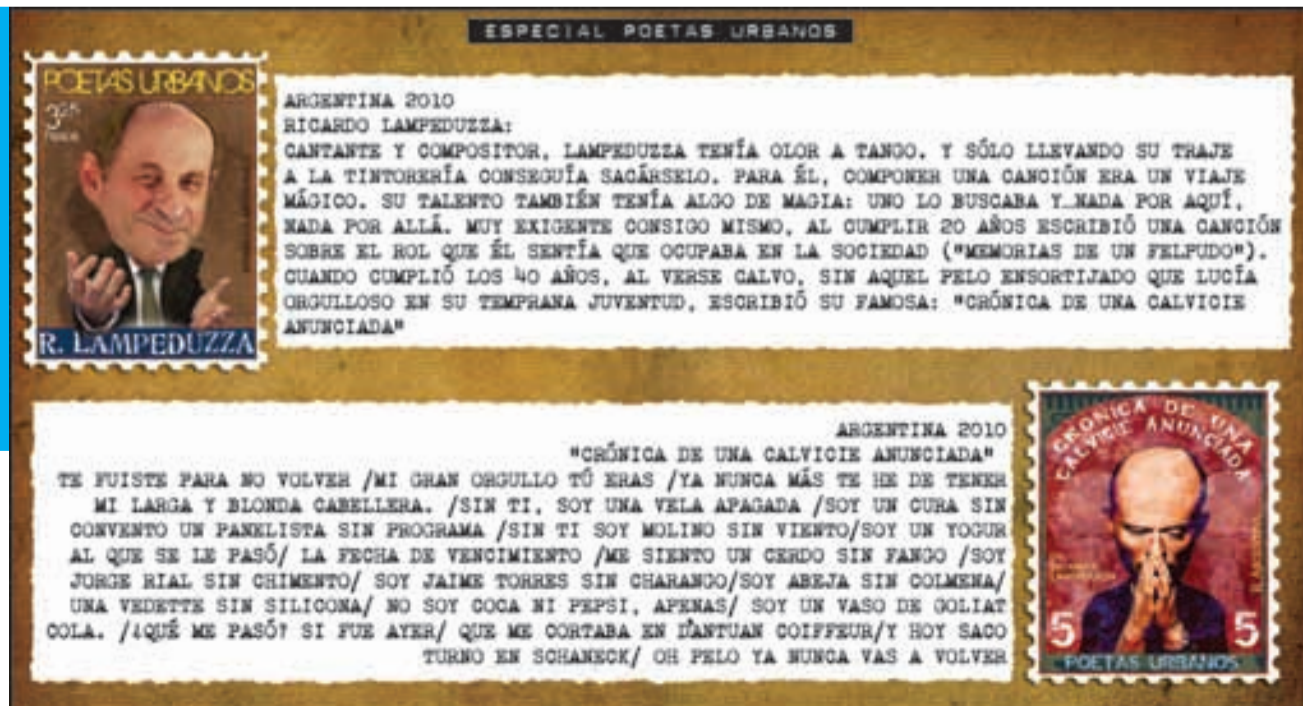 ESPECIAL POETAS URBANOS
POETAS URBANOS
R. LAMPEDUZZA
ARGENTINA 2010
RICARDO LAMPEDUZZA:
CANTANTE Y COMPOSITOR, LAMPEDUZZA TENÍA OLOR A TANGO. Y SÓLO LLEVANDO SU TRAJE
A LA TINTORERÍA CONSEGUÍA SACÁRSELO. PARA ÉL, COMPONER UNA CANCIÓN ERA UN VIAJE
MÁGICO. SU TALENTO TAMBIÉN TENÍA ALGO DE MAGIA: UNO LO BUSCABA Y…NADA POR AQUÍ,
NADA POR ALLÁ. MUY EXIGENTE CONSIGO MISMO, AL CUMPLIR 20 AÑOS ESCRIBIÓ UNA CANCIÓN
SOBRE EL ROL QUE ÉL SENTÍA QUE OCUPABA EN LA SOCIEDAD ("MEMORIAS DE UN FELPUDO").
CUANDO CUMPLIÓ LOS 40 AÑOS, AL VERSE CALVO, SIN AQUEL PELO ENSORTIJADO QUE LUCÍA
ORGULLOSO EN SU TEMPRANA JUVENTUD, ESCRIBIÓ SU FAMOSA: "CRÓNICA DE UNA CALVICIE
ANUNCIADA"
ARGENTINA 2010
"CRÓNICA DE UNA CALVICIE ANUNCIADA"
TE FUISTE PARA NO VOLVER /MI GRAN ORGULLO TÚ ERAS /YA NUNCA MÁS TE HE DE TENER
MI LARGA Y BLONDA CABELLERA. /SIN TI, SOY UNA VELA APAGADA /SOY UN CURA SIN
CONVENTO UN PANELISTA SIN PROGRAMA /SIN TI SOY MOLINO SIN VIENTO/SOY UN YOGUR
AL QUE SE LE PASÓ/ LA FECHA DE VENCIMIENTO /ME SIENTO UN CERDO SIN FANGO /SOY
JORGE RIAL SIN CHIMENTO/ SOY JAIME TORRES SIN CHARANGO/SOY ABEJA SIN COLMENA/
UNA VEDETTE SIN SILICONA/ NO SOY COCA NI PEPSI, APENAS/ SOY UN VASO DE GOLIAT
COLA. /¿QUÉ ME PASÓ? SI FUE AYER/ QUE ME CORTABA EN D'ANTUAN COIFFEUR/Y HOY SACO
TURNO EN SCHANECK/ OH PELO YA NUNCA VAS A VOLVER
CRÓNICA DE UNA
CALVICIE ANUNCIADA
5 5
POETAS URBANOS